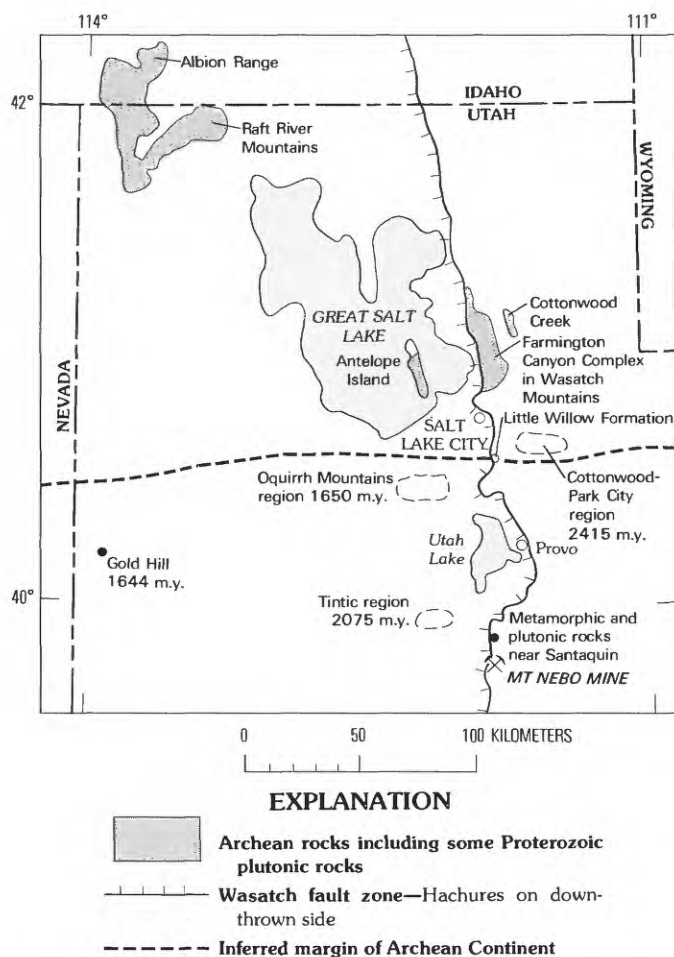 114°
111°
Albion Range
42°
IDAHO
UTAH
Raft River
Mountains
WYOMING
GREAT SALT
LAKE
Cottonwood
Creek
Antelope
Island
Farmington
Canyon Complex
in Wasatch
Mountains
NEVADA
SALT
LAKE CITY
Little Willow Formation
Oquirrh Mountains
region 1650 m.y.
Cottonwood-
Park City
region
2415 m.y.
Gold Hill
1644 m.y.
Utah
Lake
Provo
40°
Tintic region
2075 m.y.
Metamorphic and
plutonic rocks
near Santaquin
MT NEBO MINE
0 50 100 KILOMETERS
EXPLANATION
Archean rocks including some Proterozoic
plutonic rocks
Wasatch fault zone—Hachures on down-
thrown side
Inferred margin of Archean Continent